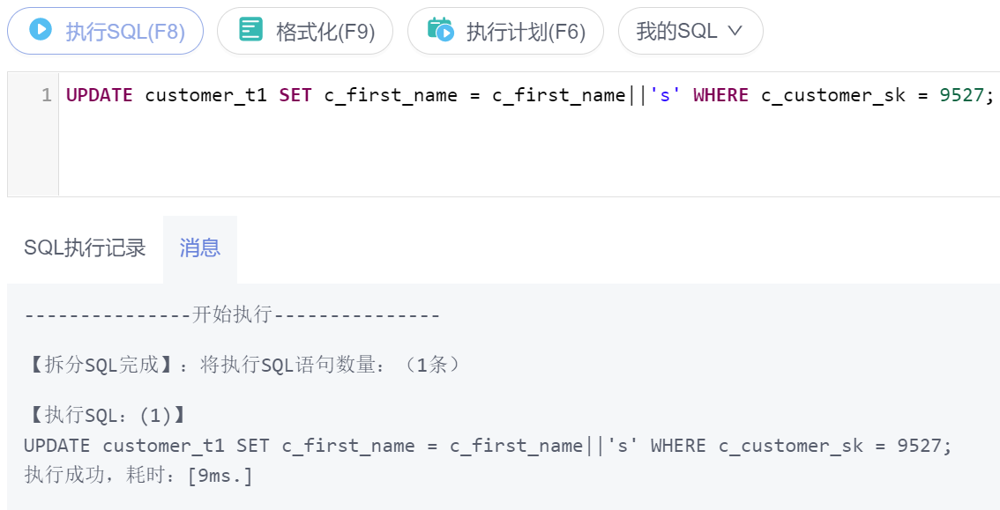 执行SQL(F8) 格式化(F9) 执行计划(F6) 我的SQL
1 UPDATE customer_t1 SET c_first_name = c_first_name||'s' WHERE c_customer_sk = 9527;
SQL执行记录 消息
---------------开始执行---------------
【拆分SQL完成】：将执行SQL语句数量：（1条）
【执行SQL：(1)】
UPDATE customer_t1 SET c_first_name = c_first_name||'s' WHERE c_customer_sk = 9527;
执行成功，耗时：[9ms.]